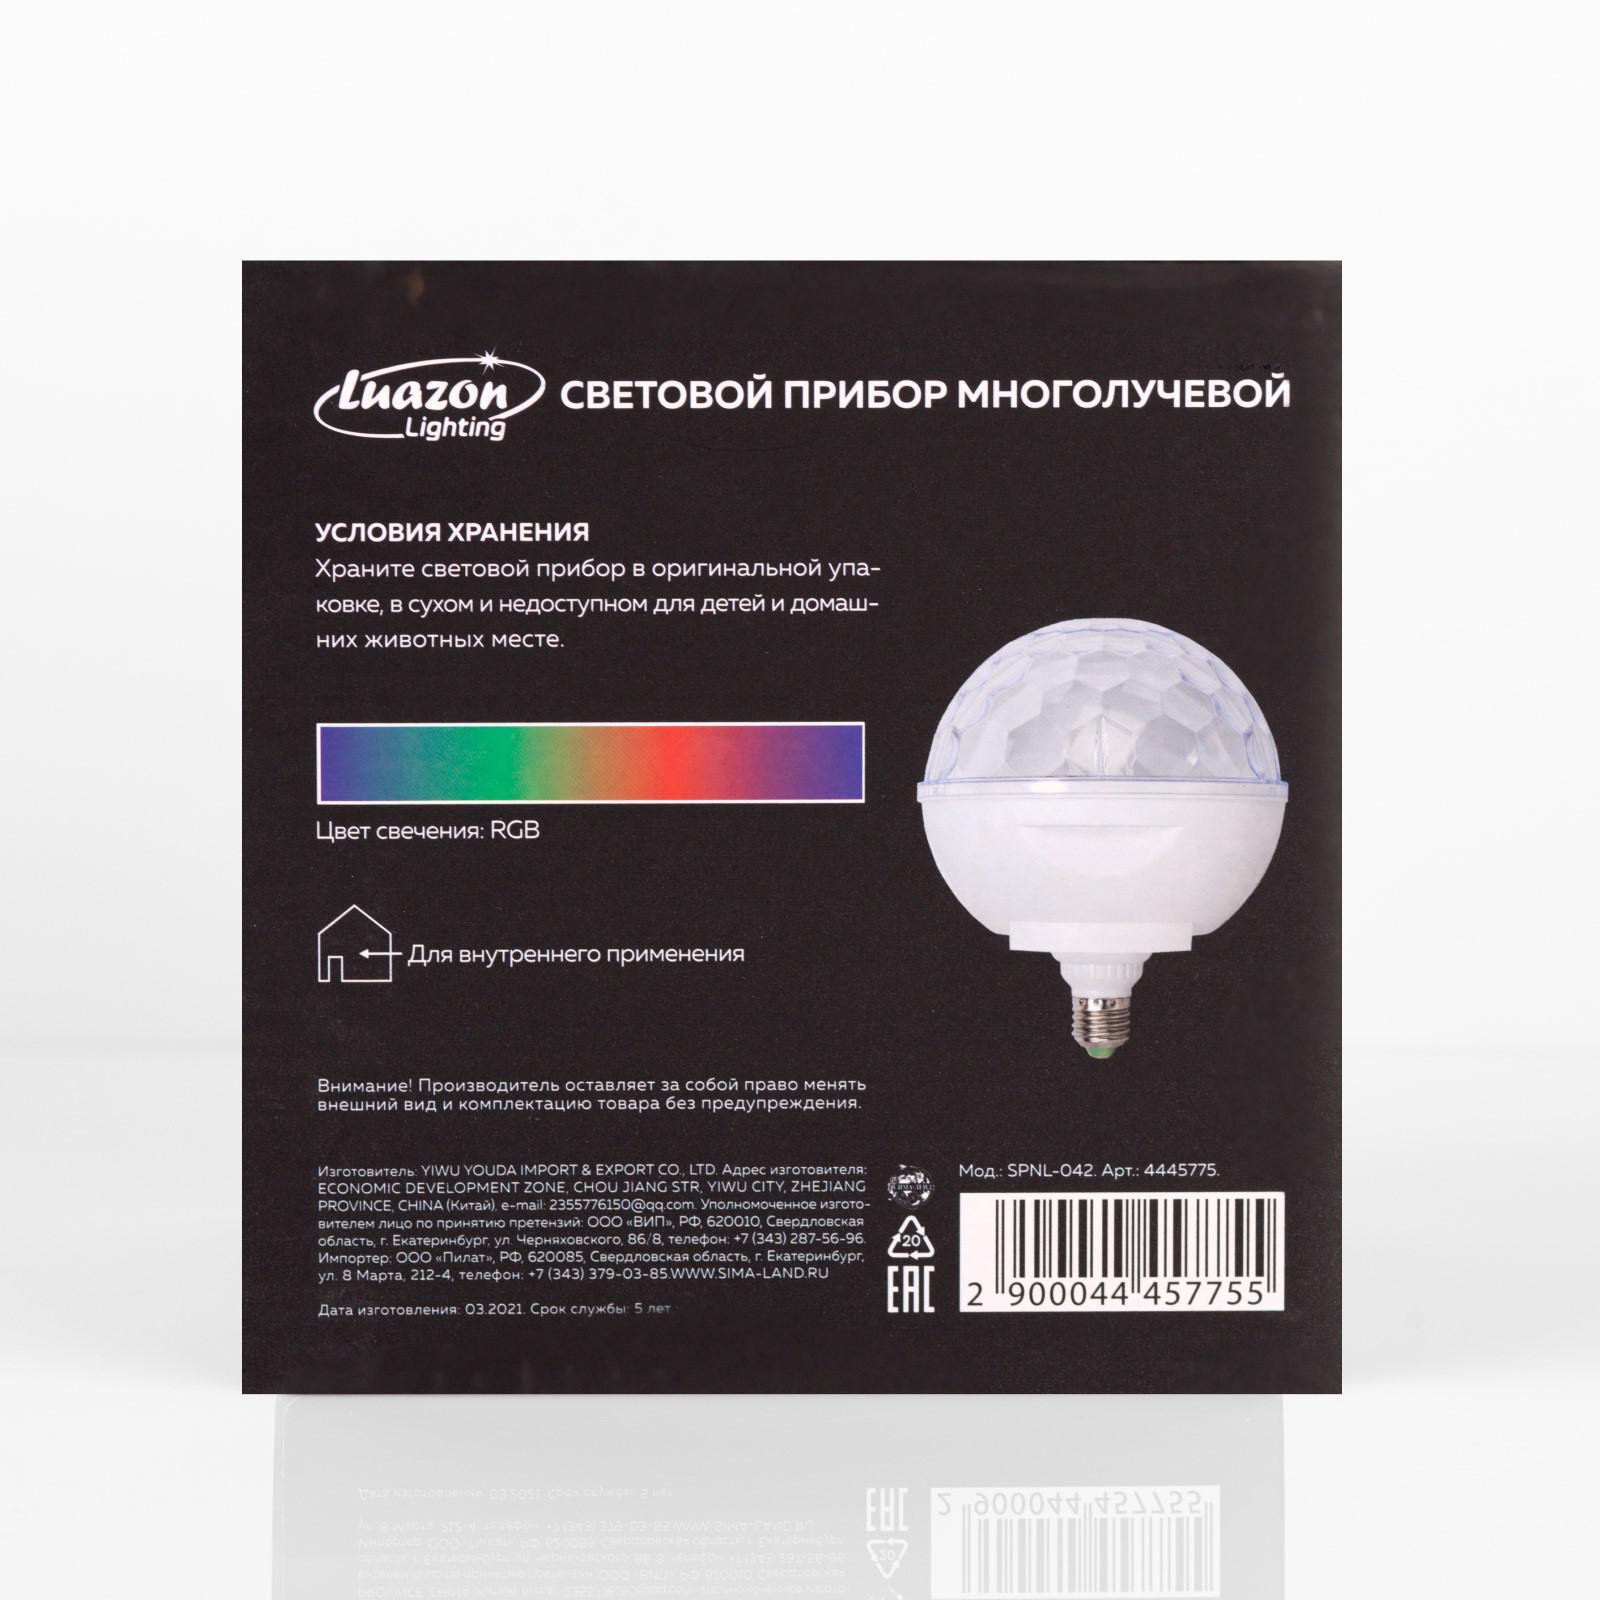 Luazon
Lighting
СВЕТОВОЙ ПРИБОР МНОГОЛУЧЕВОЙ
УСЛОВИЯ ХРАНЕНИЯ
Храните световой прибор в оригинальной упа-
ковке, в сухом и недоступном для детей и домаш-
них животных месте.
Цвет свечения: RGB
Для внутреннего применения
Внимание! Производитель оставляет за собой право менять
внешний вид и комплектацию товара без предупреждения.
Изготовитель: YIWU YOUDA IMPORT & EXPORT CO., LTD. Адрес изготовителя:
ECONOMIC DEVELOPMENT ZONE, CHOU JIANG STR, YIWU CITY, ZHEJIANG
PROVINCE, CHINA (Китай), e-mail: 2355776150@qq.com. Уполномоченное изгото-
вителем лицо по принятию претензий: ООО «ВИП», РФ, 620010, Свердловская
область, г. Екатеринбург, ул. Черняховского, 86/8, телефон: +7 (343) 287-56-96.
Импортер: ООО «Пилат», РФ, 620085, Свердловская область, г. Екатеринбург,
ул. 8 Марта, 212-4, телефон: +7 (343) 379-03-85.WWW.SIMA-LAND.RU
Дата изготовления: 03.2021. Срок службы: 5 лет
20
EAC
Мод.: SPNL-042. Арт.: 4445775.
2 900044 457755